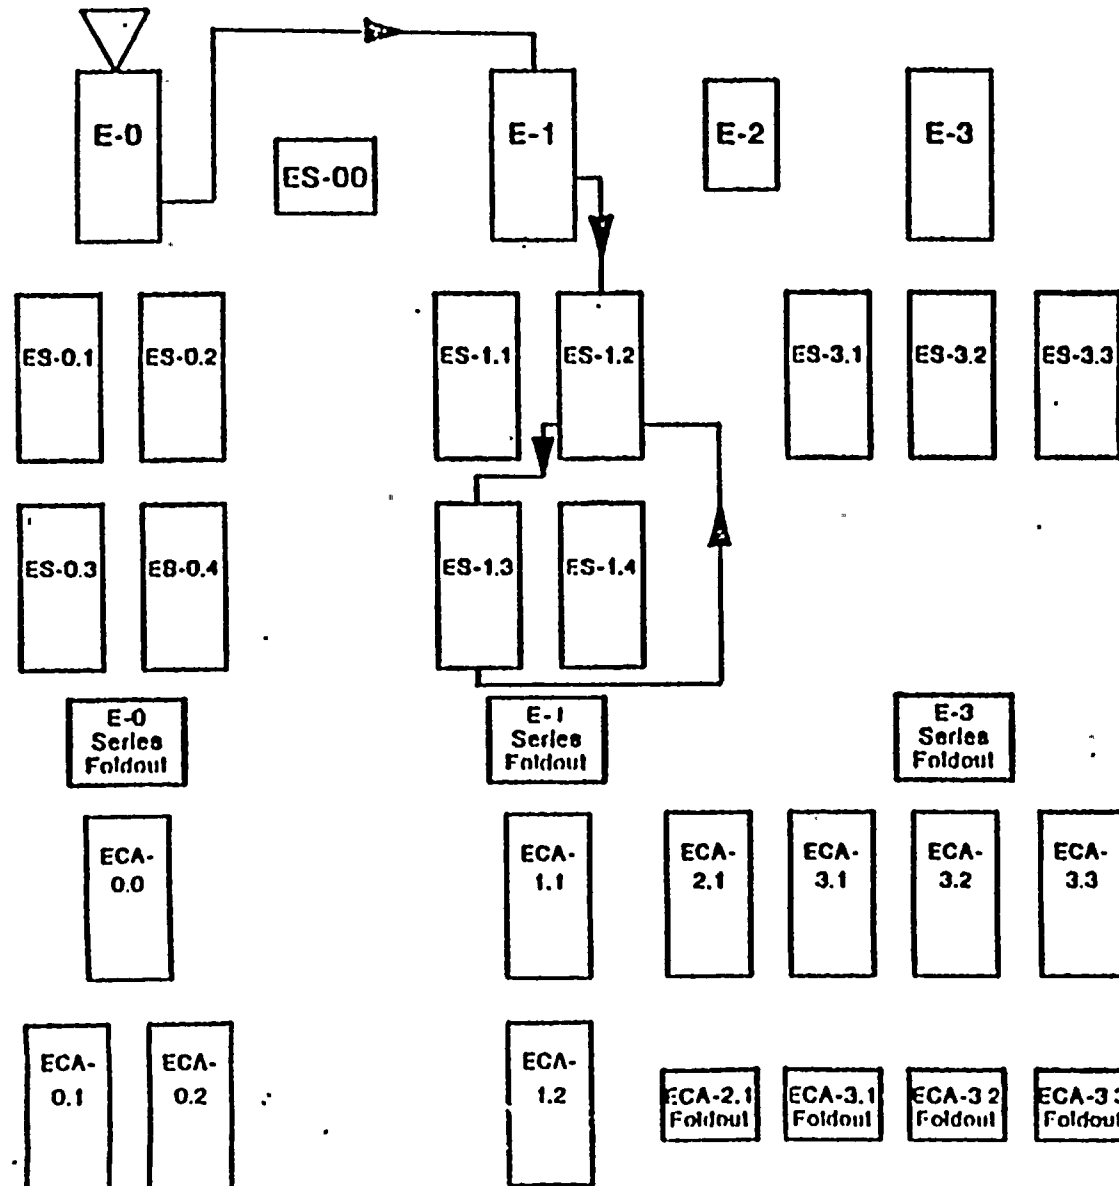 E-0
E-1
E-2
E-3
ES-00
ES-0.1
ES-0.2
ES-1.1
ES-1.2
ES-3.1
ES-3.2
ES-3.3
ES-0.3
ES-0.4
ES-1.3
ES-1.4
E-0
Series
Foldout
E-1
Series
Foldout
E-3
Series
Foldout
ECA-
0.0
ECA-
1.1
ECA-
2.1
ECA-
3.1
ECA-
3.2
ECA-
3.3
ECA-
0.1
ECA-
0.2
ECA-
1.2
ECA-2.1
Foldout
ECA-3.1
Foldout
ECA-3.2
Foldout
ECA-3.3
Foldout